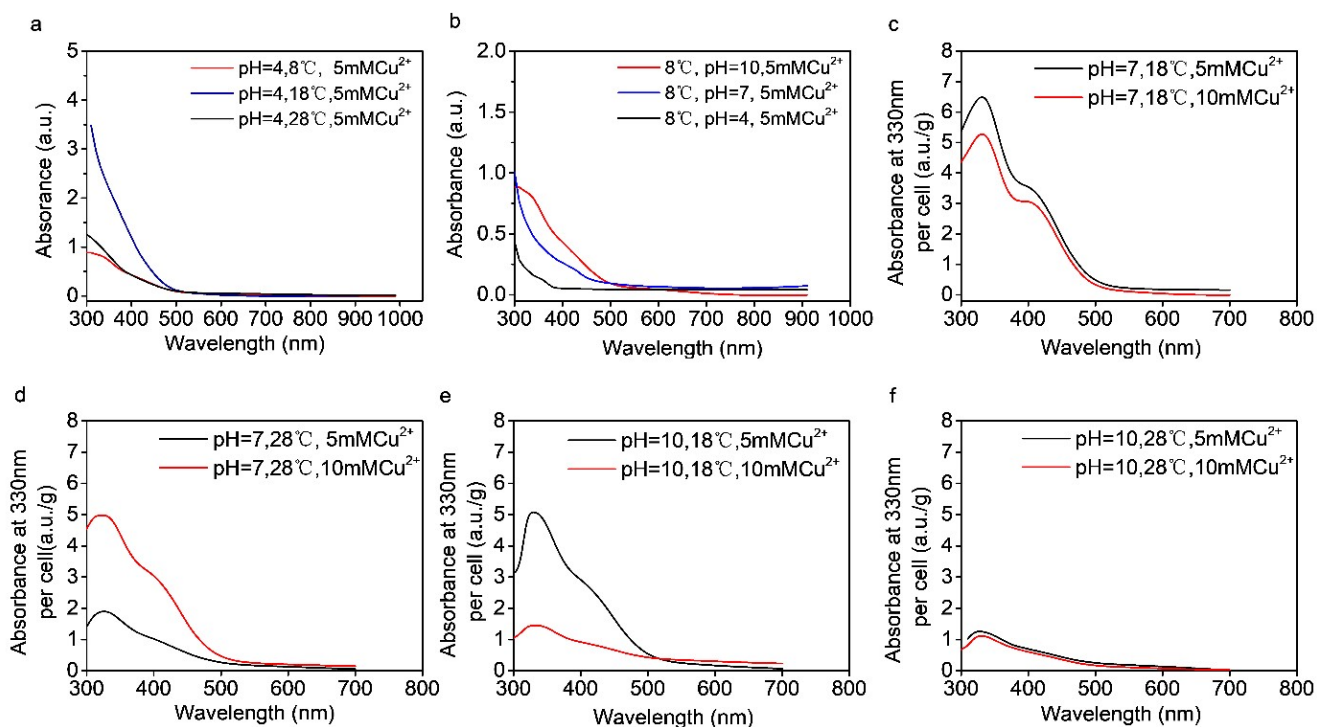 a
5
4
3
2
1
0
Absorance (a.u.)
pH=4,8℃, 5mMCu²⁺
pH=4,18℃,5mMCu²⁺
pH=4,28℃,5mMCu²⁺
300 400 500 600 700 800 900 1000
Wavelength (nm)
b
2.0
1.5
1.0
0.5
0.0
Absorbance (a.u.)
8℃, pH=10,5mMCu²⁺
8℃, pH=7, 5mMCu²⁺
8℃, pH=4, 5mMCu²⁺
300 400 500 600 700 800 900 1000
Wavelength (nm)
c
8
7
6
5
4
3
2
1
0
Absorbance at 330nm
per cell (a.u./g)
pH=7,18℃,5mMCu²⁺
pH=7,18℃,10mMCu²⁺
300 400 500 600 700 800
Wavelength (nm)
d
8
7
6
5
4
3
2
1
0
Absorbance at 330nm
per cell(a.u./g)
pH=7,28℃, 5mMCu²⁺
pH=7,28℃,10mMCu²⁺
300 400 500 600 700 800
Wavelength (nm)
e
8
7
6
5
4
3
2
1
0
Absorbance at 330nm
per cell (a.u./g)
pH=10,18℃,5mMCu²⁺
pH=10,18℃,10mMCu²⁺
300 400 500 600 700 800
Wavelength (nm)
f
8
7
6
5
4
3
2
1
0
Absorbance at 330nm
per cell (a.u./g)
pH=10,28℃,5mMCu²⁺
pH=10,28℃,10mMCu²⁺
300 400 500 600 700 800
Wavelength (nm)